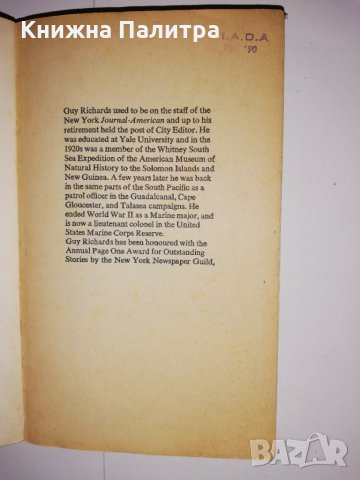 Книжна Палитра
.A.D.A
'90
Guy Richards used to be on the staff of the
New York Journal-American and up to his
retirement held the post of City Editor. He
was educated at Yale University and in the
1920s was a member of the Whitney South
Sea Expedition of the American Museum of
Natural History to the Solomon Islands and
New Guinea. A few years later he was back
in the same parts of the South Pacific as a
patrol officer in the Guadalcanal, Cape
Gloucester, and Talasea campaigns. He
ended World War II as a Marine major, and
is now a lieutenant colonel in the United
States Marine Corps Reserve.
Guy Richards has been honoured with the
Annual Page One Award for Outstanding
Stories by the New York Newspaper Guild.
BAZAR
bg